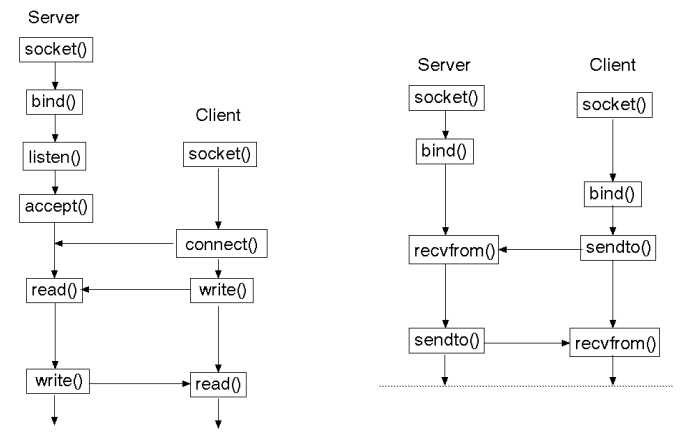 Server
socket()
bind()
listen()
accept()
read()
write()
Client
socket()
connect()
write()
read()
Server
socket()
bind()
recvfrom()
sendto()
Client
socket()
bind()
sendto()
recvfrom()